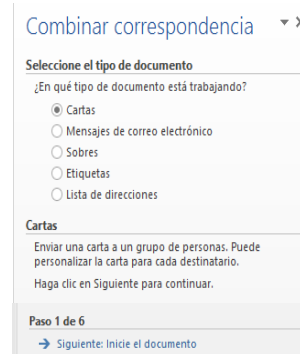 Combinar correspondencia
Seleccione el tipo de documento
¿En qué tipo de documento está trabajando?
Cartas
Mensajes de correo electrónico
Sobres
Etiquetas
Lista de direcciones
Cartas
Enviar una carta a un grupo de personas. Puede
personalizar la carta para cada destinatario.
Haga clic en Siguiente para continuar.
Paso 1 de 6
Siguiente: Inicie el documento